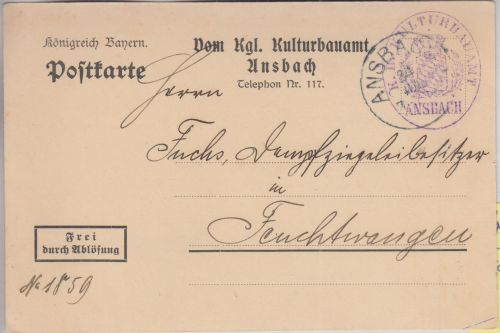 Königreich Bayern.
Postkarte
Vom Kgl. Kulturbauamt
Ansbach
Telephon Nr. 117.
KULTURBAUAMT
ANSBACH
ANSBACH
Herrn
Fuchs, Dampfziegeleibesitzer
in
Feuchtwangen
Frei
durch Ablösung
No 1859